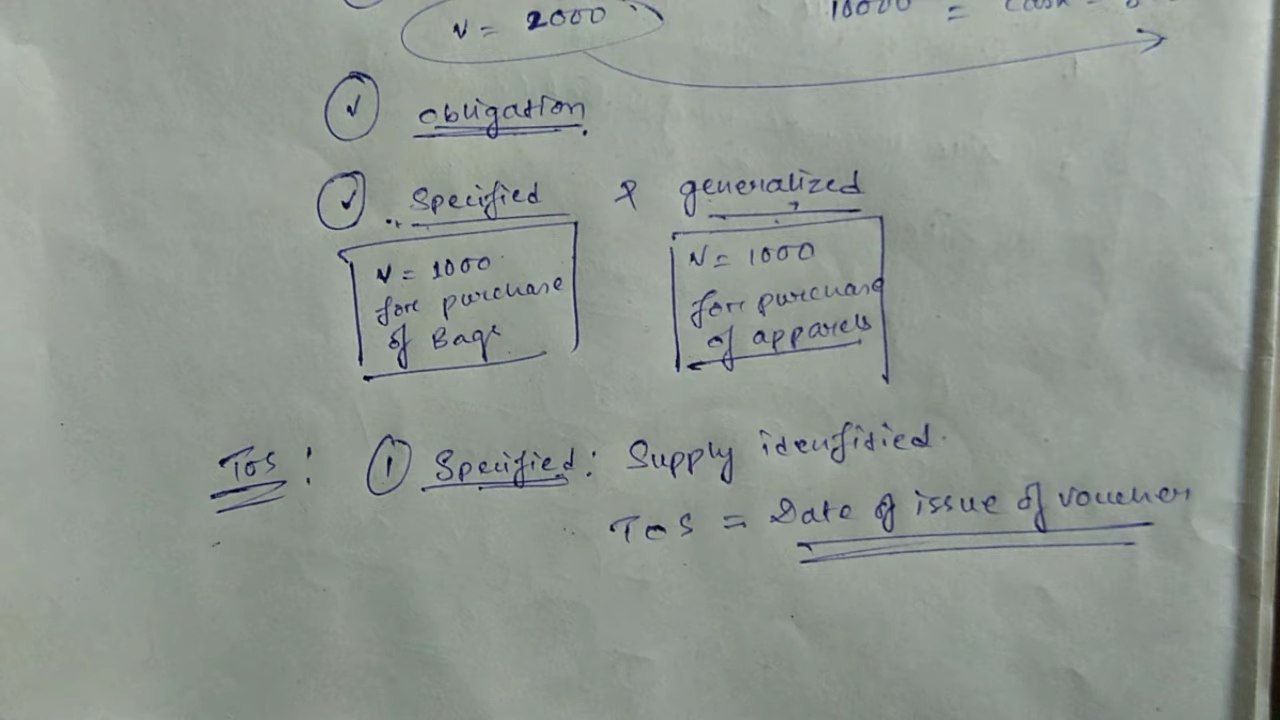 V = 2000
10000 =
✓ obligation
✓ Specified & generalized
V = 1000
for purchase
of Bags
V = 1000
for purchase
of apparels
TOS : ① Specified : Supply identified.
TOS = Date of issue of voucher